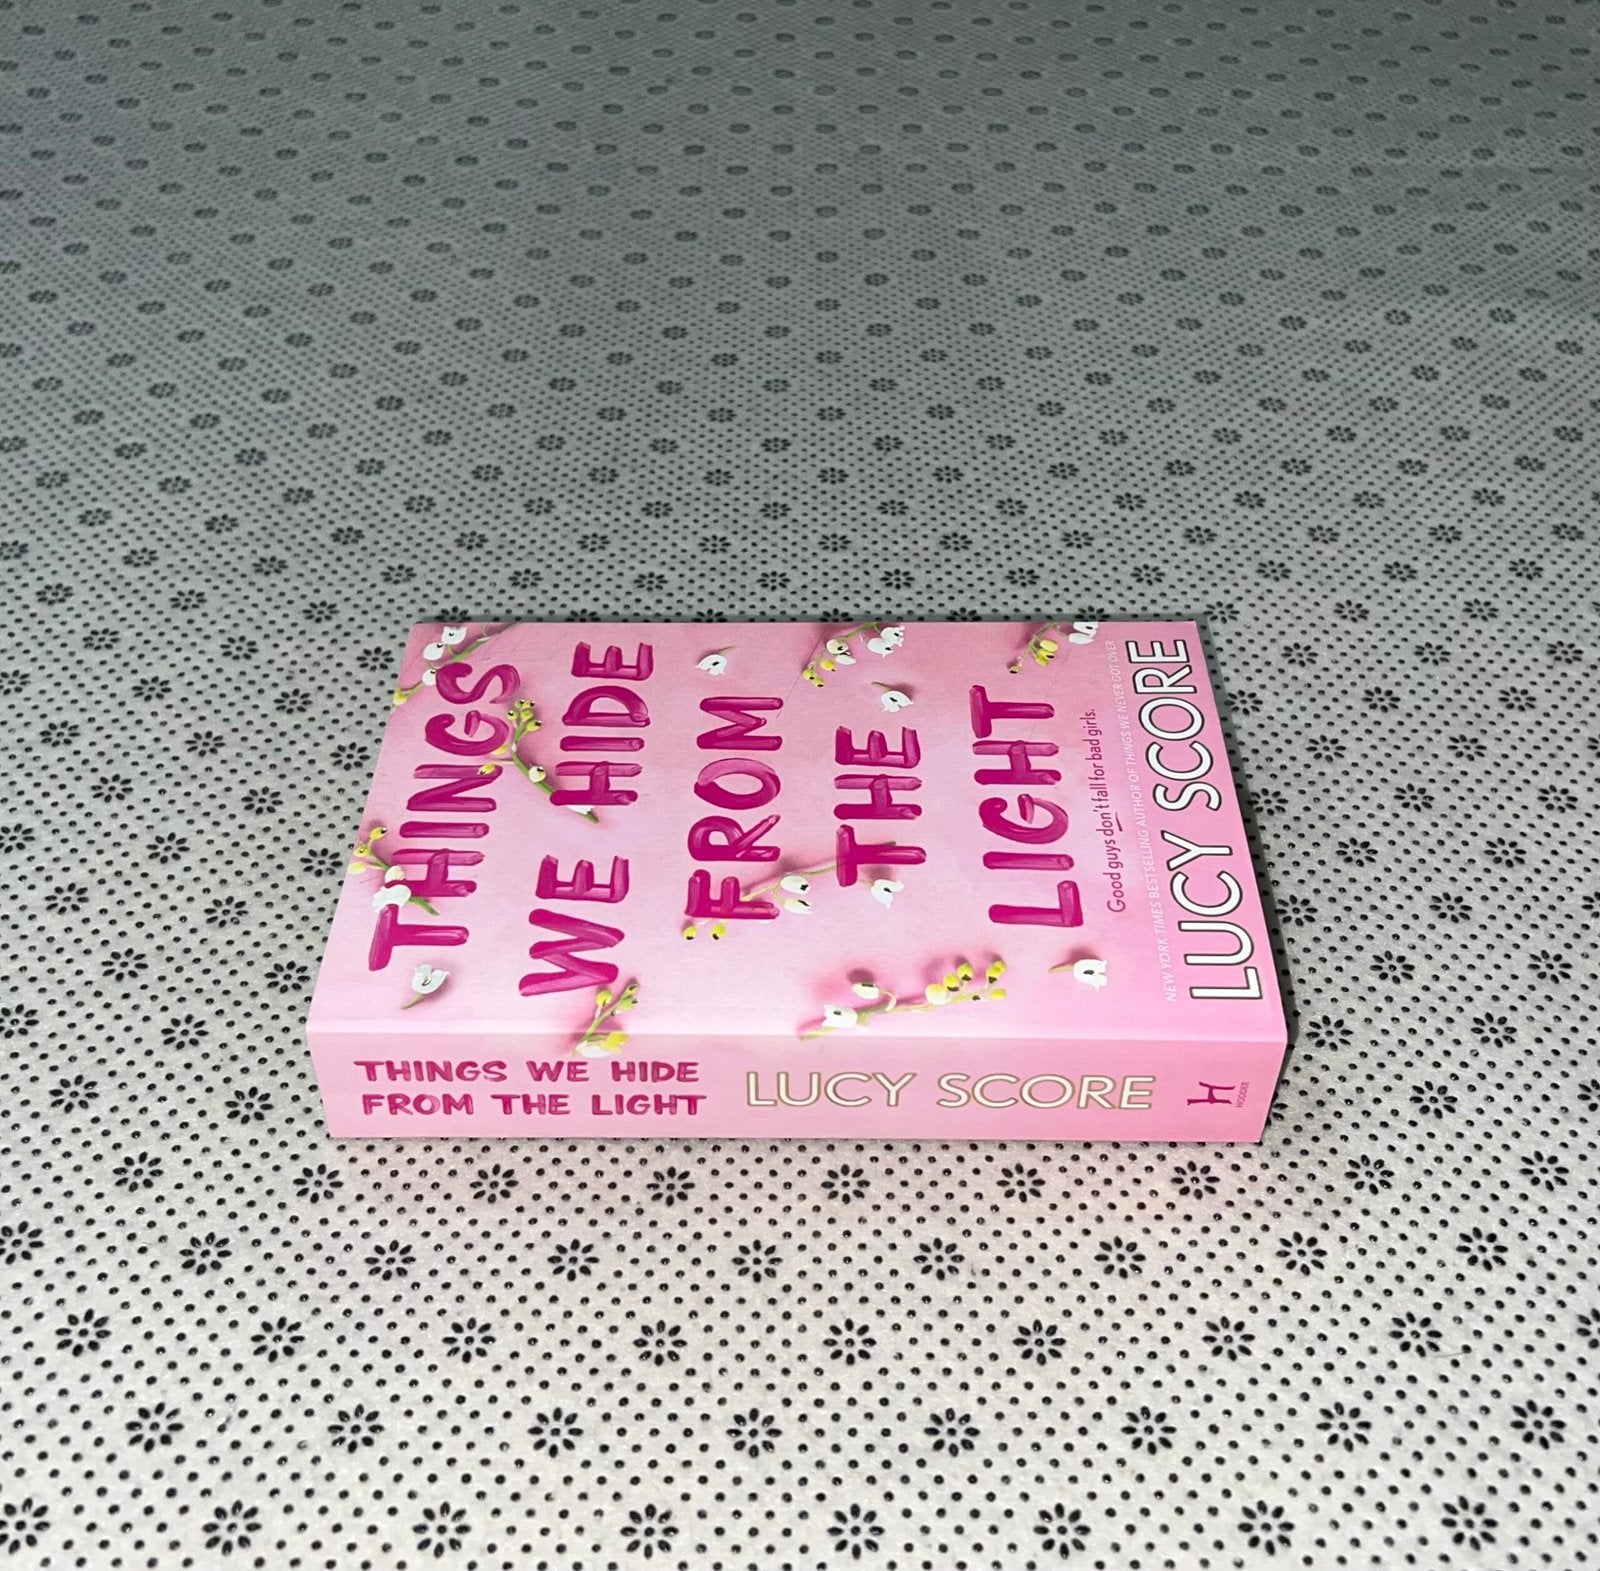 THINGS
WE HIDE
FROM
THE
LIGHT
Good guys don't fall for bad girls.
NEW YORK TIMES BESTSELLING AUTHOR OF THINGS WE NEVER GOT OVER
LUCY SCORE
THINGS WE HIDE
FROM THE LIGHT
LUCY SCORE
H
HODDER